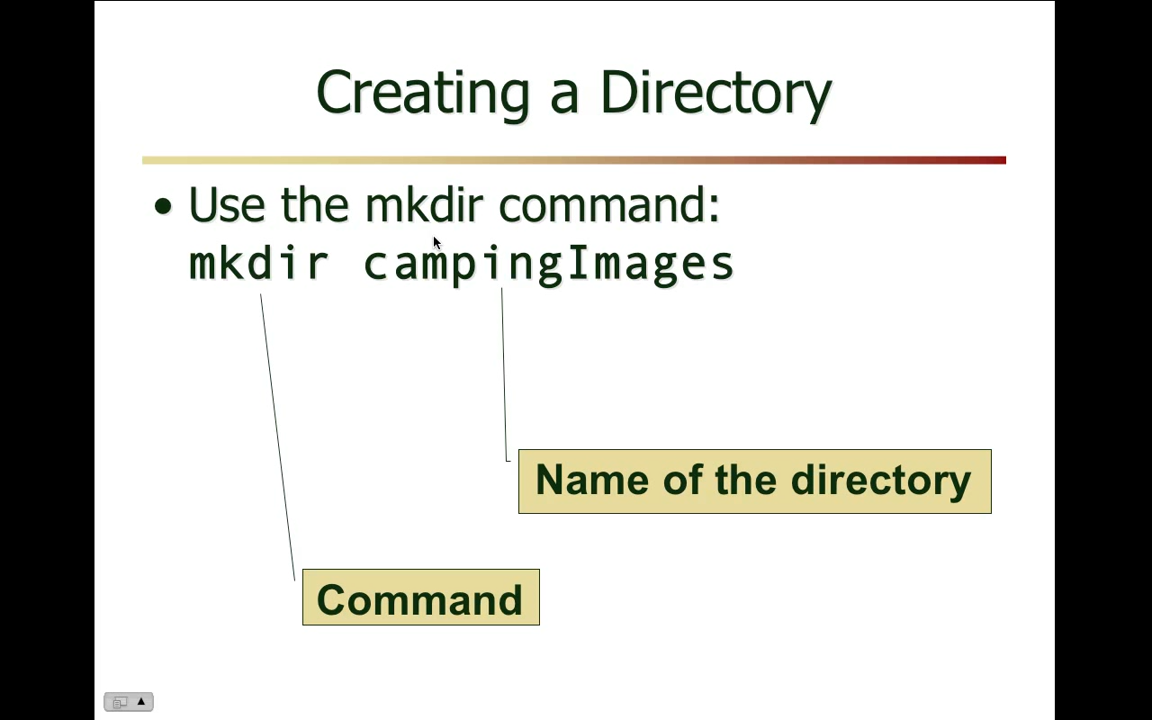 Creating a Directory
• Use the mkdir command:
mkdir campingImages
Name of the directory
Command